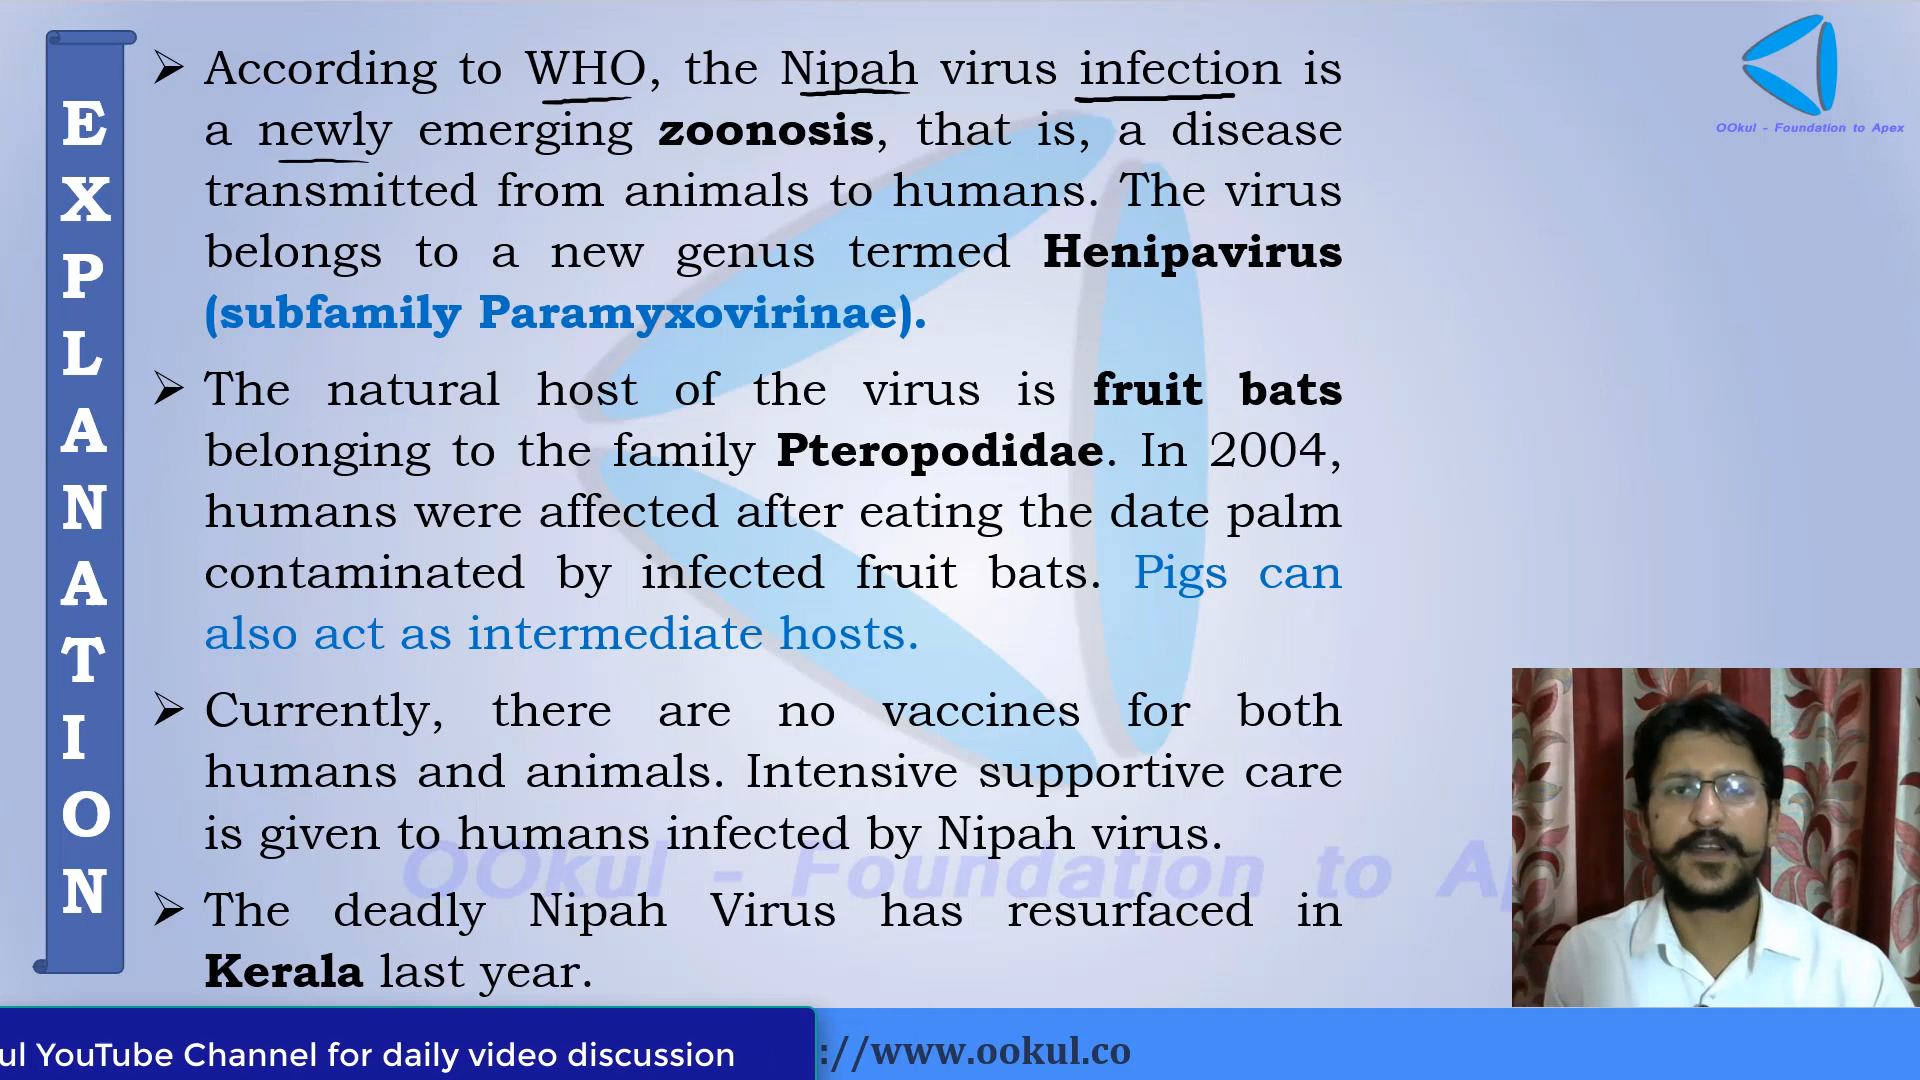 EXPLANATION
➢ According to WHO, the Nipah virus infection is
a newly emerging zoonosis, that is, a disease
transmitted from animals to humans. The virus
belongs to a new genus termed Henipavirus
(subfamily Paramyxovirinae).
➢ The natural host of the virus is fruit bats
belonging to the family Pteropodidae. In 2004,
humans were affected after eating the date palm
contaminated by infected fruit bats. Pigs can
also act as intermediate hosts.
➢ Currently, there are no vaccines for both
humans and animals. Intensive supportive care
is given to humans infected by Nipah virus.
➢ The deadly Nipah Virus has resurfaced in
Kerala last year.
OOkul - Foundation to Apex
OOkul - Foundation to Ap
ul YouTube Channel for daily video discussion
://www.ookul.co